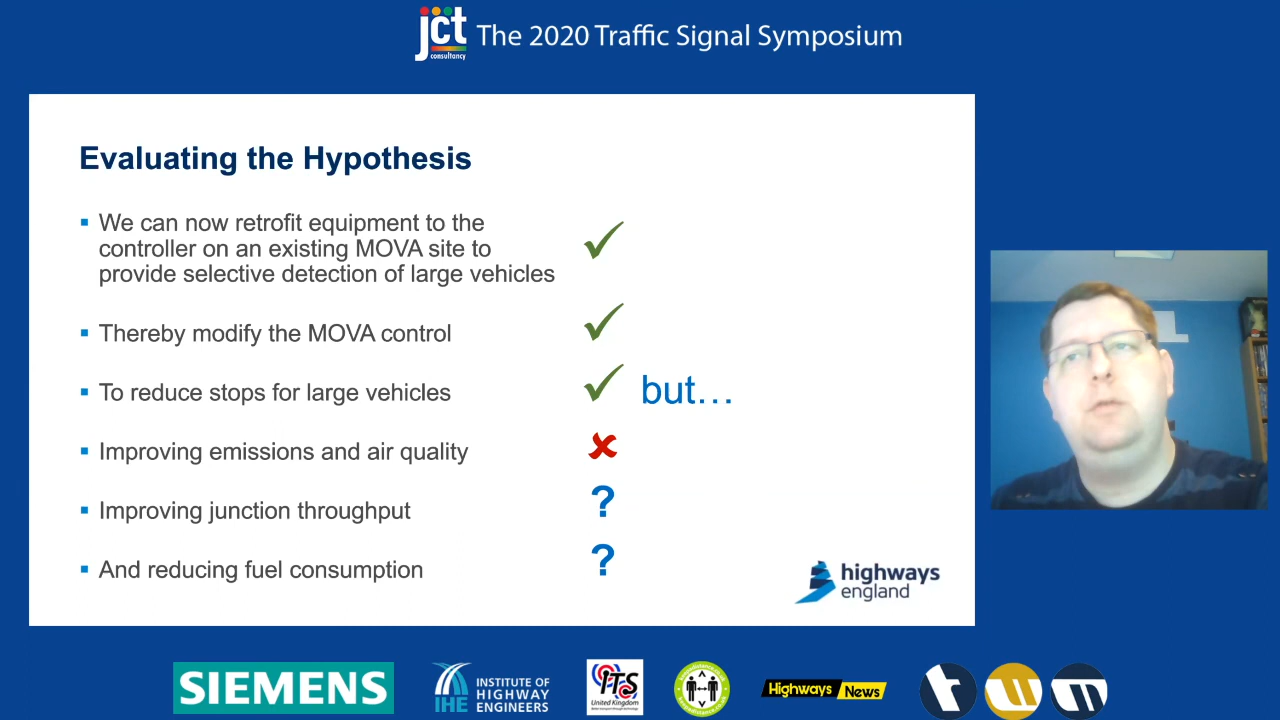 jct
consultancy
The 2020 Traffic Signal Symposium
Evaluating the Hypothesis
We can now retrofit equipment to the
controller on an existing MOVA site to
provide selective detection of large vehicles
Thereby modify the MOVA control
To reduce stops for large vehicles
but...
Improving emissions and air quality
Improving junction throughput
?
And reducing fuel consumption
?
highways
england
SIEMENS
IHE
INSTITUTE OF
HIGHWAY
ENGINEERS
ITS
United Kingdom
Highways News